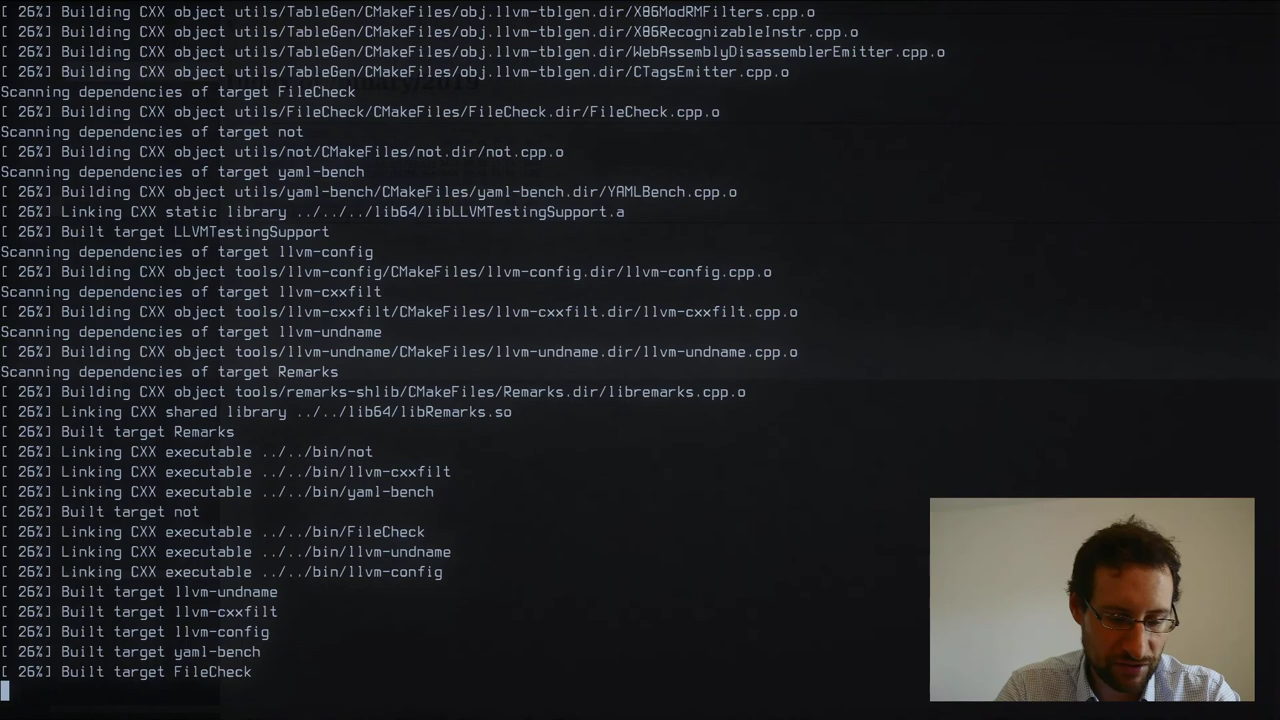 [ 26%] Building CXX object utils/TableGen/CMakeFiles/obj.llvm-tblgen.dir/X86ModRMFilters.cpp.o
[ 26%] Building CXX object utils/TableGen/CMakeFiles/obj.llvm-tblgen.dir/X86RecognizableInstr.cpp.o
[ 26%] Building CXX object utils/TableGen/CMakeFiles/obj.llvm-tblgen.dir/WebAssemblyDisassemblerEmitter.cpp.o
[ 26%] Building CXX object utils/TableGen/CMakeFiles/obj.llvm-tblgen.dir/CTagsEmitter.cpp.o
Scanning dependencies of target FileCheck
[ 26%] Building CXX object utils/FileCheck/CMakeFiles/FileCheck.dir/FileCheck.cpp.o
Scanning dependencies of target not
[ 26%] Building CXX object utils/not/CMakeFiles/not.dir/not.cpp.o
Scanning dependencies of target yaml-bench
[ 26%] Building CXX object utils/yaml-bench/CMakeFiles/yaml-bench.dir/YAMLBench.cpp.o
[ 26%] Linking CXX static library ../../../lib64/libLLVMTestingSupport.a
[ 26%] Built target LLVMTestingSupport
Scanning dependencies of target llvm-config
[ 26%] Building CXX object tools/llvm-config/CMakeFiles/llvm-config.dir/llvm-config.cpp.o
Scanning dependencies of target llvm-cxxfilt
[ 26%] Building CXX object tools/llvm-cxxfilt/CMakeFiles/llvm-cxxfilt.dir/llvm-cxxfilt.cpp.o
Scanning dependencies of target llvm-undname
[ 26%] Building CXX object tools/llvm-undname/CMakeFiles/llvm-undname.dir/llvm-undname.cpp.o
Scanning dependencies of target Remarks
[ 26%] Building CXX object tools/remarks-shlib/CMakeFiles/Remarks.dir/libremarks.cpp.o
[ 26%] Linking CXX shared library ../../lib64/libRemarks.so
[ 26%] Built target Remarks
[ 26%] Linking CXX executable ../../bin/not
[ 26%] Linking CXX executable ../../bin/llvm-cxxfilt
[ 26%] Linking CXX executable ../../bin/yaml-bench
[ 26%] Built target not
[ 26%] Linking CXX executable ../../bin/FileCheck
[ 26%] Linking CXX executable ../../bin/llvm-undname
[ 26%] Linking CXX executable ../../bin/llvm-config
[ 26%] Built target llvm-undname
[ 26%] Built target llvm-cxxfilt
[ 26%] Built target llvm-config
[ 26%] Built target yaml-bench
[ 26%] Built target FileCheck